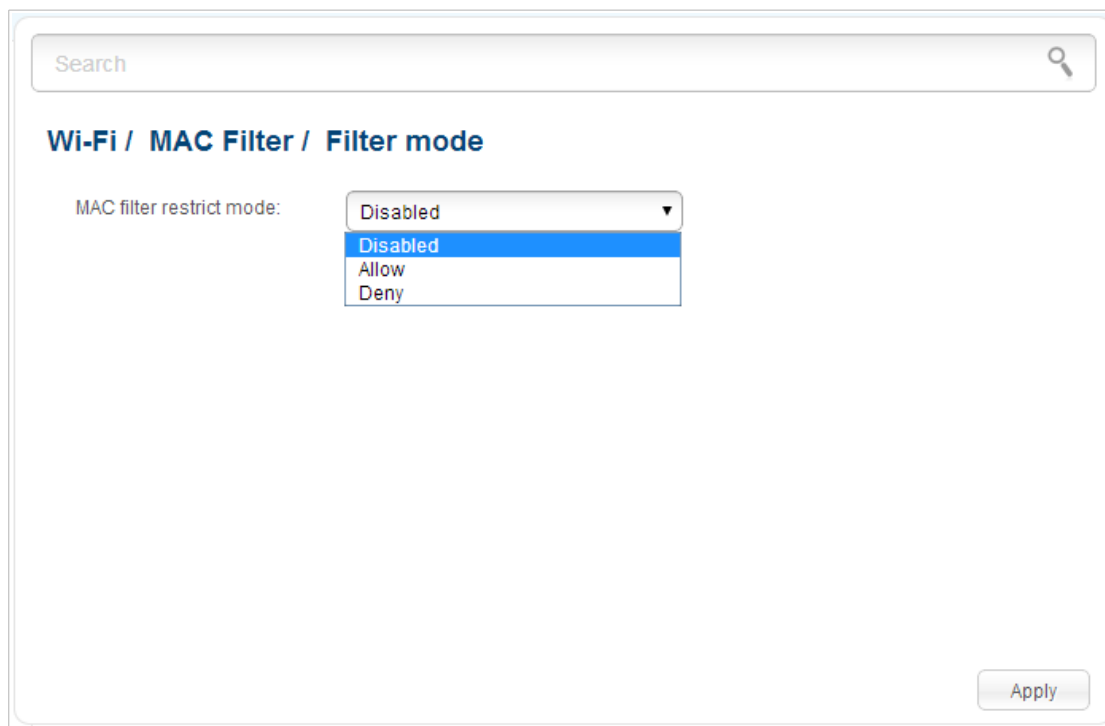 Search
Wi-Fi / MAC Filter / Filter mode
MAC filter restrict mode: Disabled
Disabled
Allow
Deny
Apply